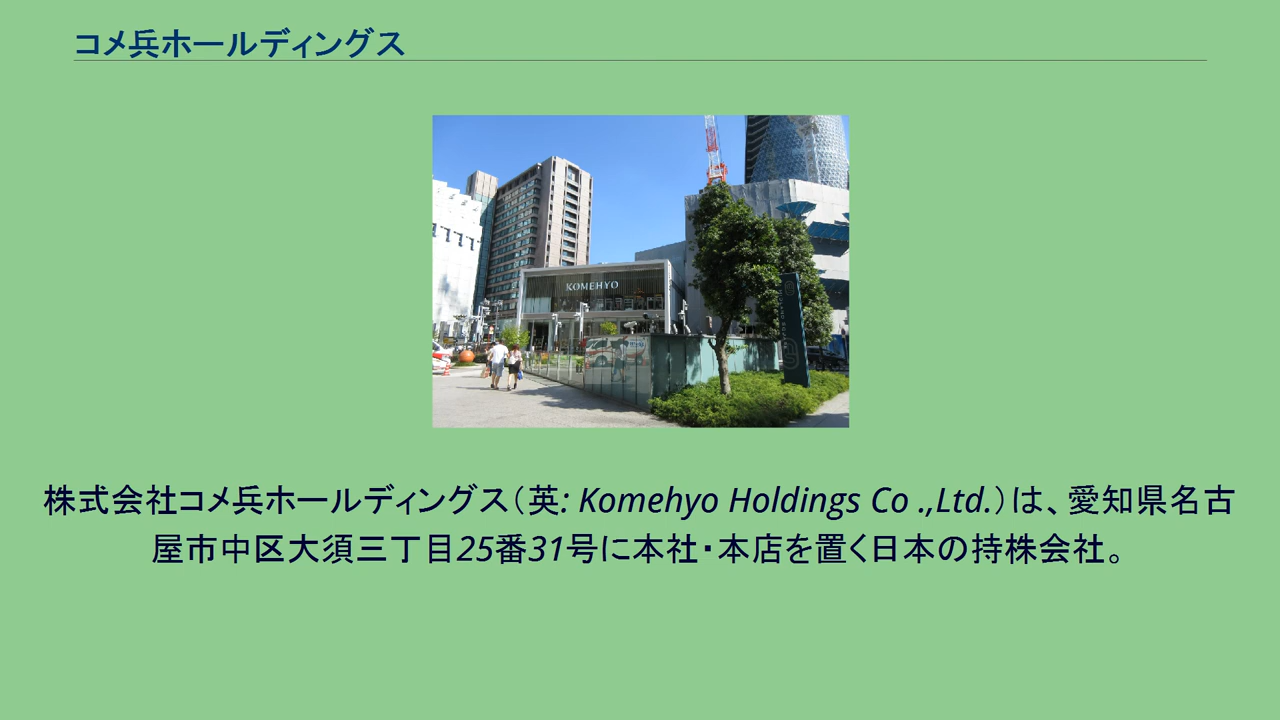 コメ兵ホールディングス
KOMEHYO
株式会社コメ兵ホールディングス（英: Komehyo Holdings Co .,Ltd.）は、愛知県名古
屋市中区大須三丁目25番31号に本社・本店を置く日本の持株会社。